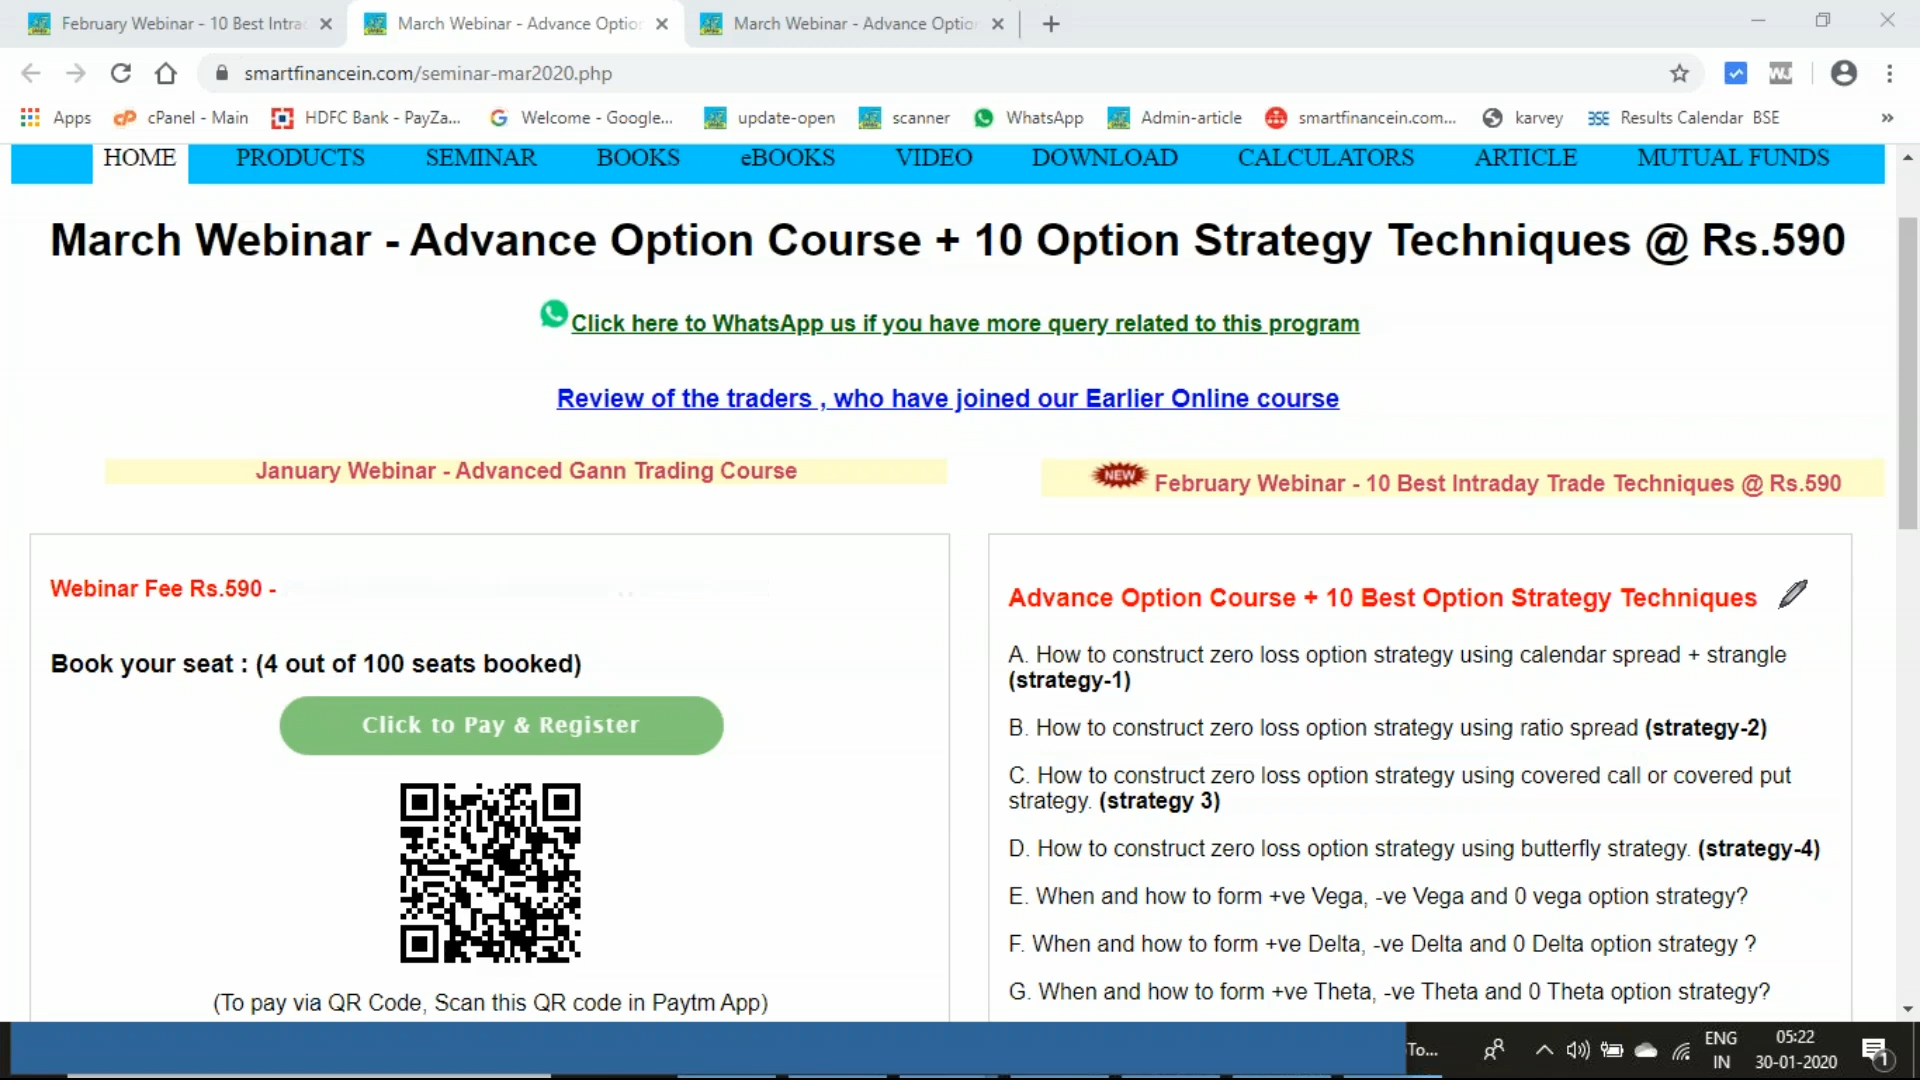 February Webinar - 10 Best Intra
March Webinar - Advance Optio
March Webinar - Advance Optio
smartfinancein.com/seminar-mar2020.php
Apps
cPanel - Main
HDFC Bank - PayZa...
Welcome - Google...
update-open
scanner
WhatsApp
Admin-article
smartfinancein.com...
karvey
BSE Results Calendar BSE
HOME PRODUCTS SEMINAR BOOKS eBOOKS VIDEO DOWNLOAD CALCULATORS ARTICLE MUTUAL FUNDS
March Webinar - Advance Option Course + 10 Option Strategy Techniques @ Rs.590
Click here to WhatsApp us if you have more query related to this program
Review of the traders , who have joined our Earlier Online course
January Webinar - Advanced Gann Trading Course
NEW February Webinar - 10 Best Intraday Trade Techniques @ Rs.590
Webinar Fee Rs.590 -
Book your seat : (4 out of 100 seats booked)
Click to Pay & Register
(To pay via QR Code, Scan this QR code in Paytm App)
Advance Option Course + 10 Best Option Strategy Techniques
A. How to construct zero loss option strategy using calendar spread + strangle
(strategy-1)
B. How to construct zero loss option strategy using ratio spread (strategy-2)
C. How to construct zero loss option strategy using covered call or covered put
strategy. (strategy 3)
D. How to construct zero loss option strategy using butterfly strategy. (strategy-4)
E. When and how to form +ve Vega, -ve Vega and 0 vega option strategy?
F. When and how to form +ve Delta, -ve Delta and 0 Delta option strategy ?
G. When and how to form +ve Theta, -ve Theta and 0 Theta option strategy?
To...
ENG
IN
05:22
30-01-2020
1